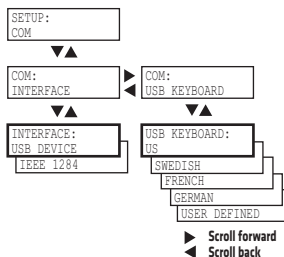 SETUP:
COM
COM:
INTERFACE
COM:
USB KEYBOARD
INTERFACE:
USB DEVICE
IEEE 1284
USB KEYBOARD:
US
SWEDISH
FRENCH
GERMAN
USER DEFINED
Scroll forward
Scroll back